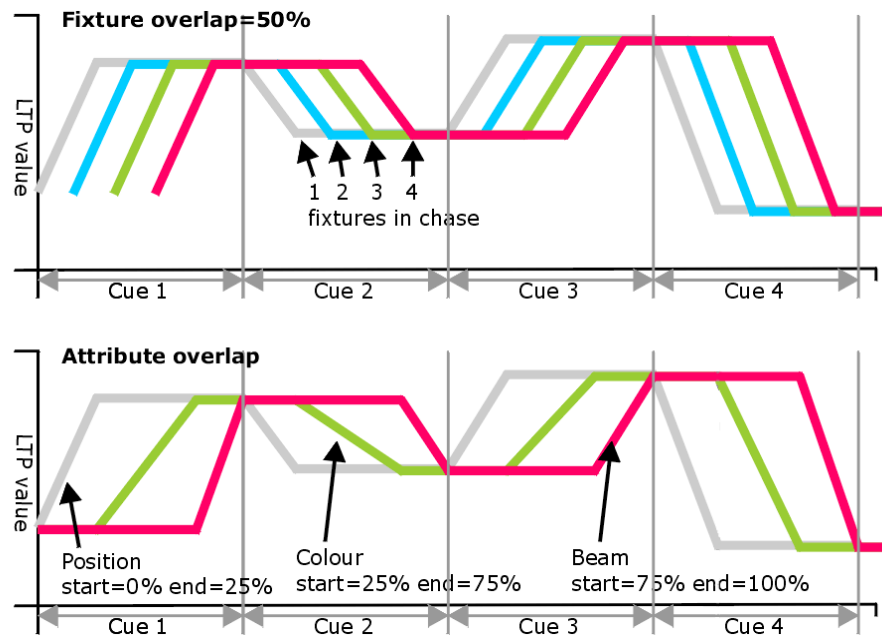 Fixture overlap=50%
LTP value
1 2 3 4
fixtures in chase
Cue 1 Cue 2 Cue 3 Cue 4
Attribute overlap
LTP value
Position
start=0% end=25%
Colour
start=25% end=75%
Beam
start=75% end=100%
Cue 1 Cue 2 Cue 3 Cue 4